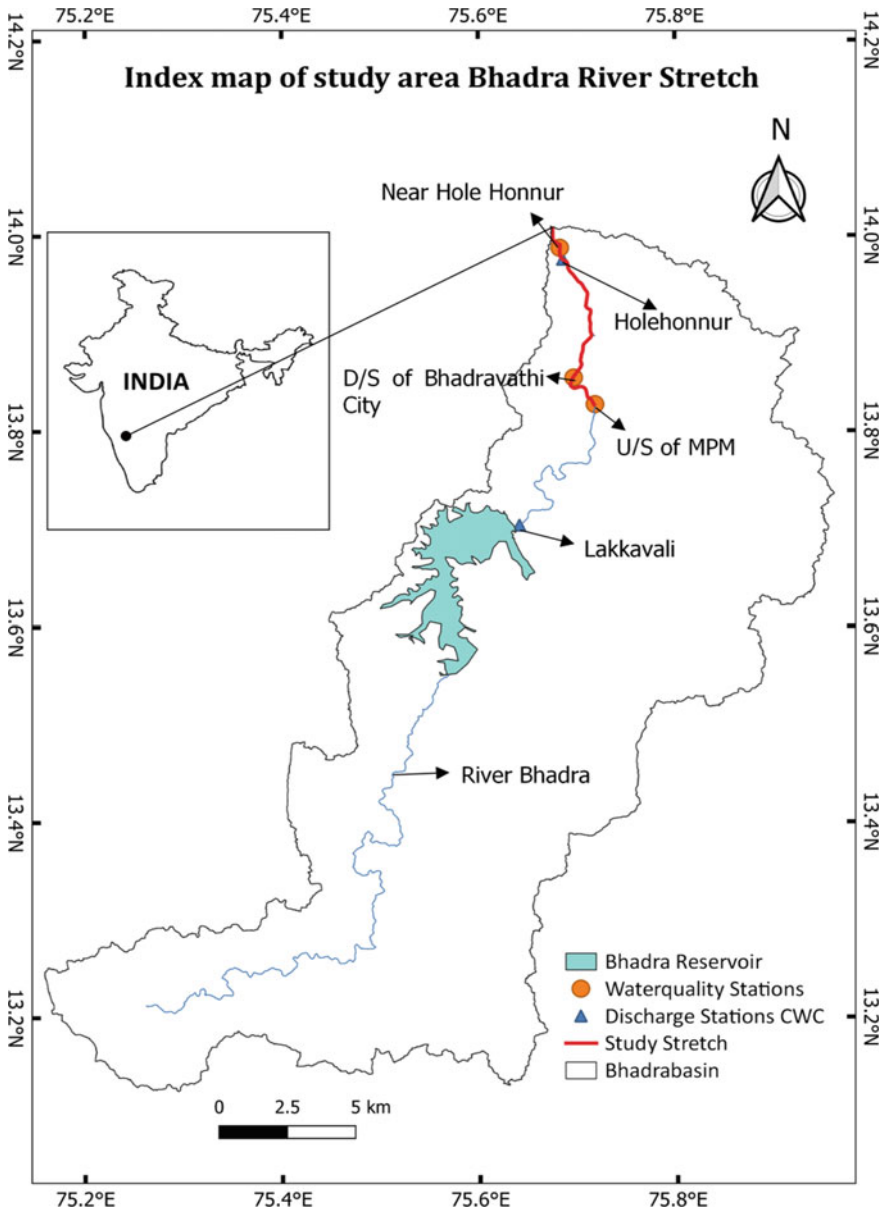 75.2°E 75.4°E 75.6°E 75.8°E
14.2°N 14.2°N
Index map of study area Bhadra River Stretch
N
Near Hole Honnur
14.0°N 14.0°N
Holehonnur
INDIA
D/S of Bhadravathi
City
13.8°N 13.8°N
U/S of MPM
Lakkavali
13.6°N 13.6°N
River Bhadra
13.4°N 13.4°N
Bhadra Reservoir
Waterquality Stations
Discharge Stations CWC
13.2°N 13.2°N
Study Stretch
Bhadrabasin
0 2.5 5 km
75.2°E 75.4°E 75.6°E 75.8°E